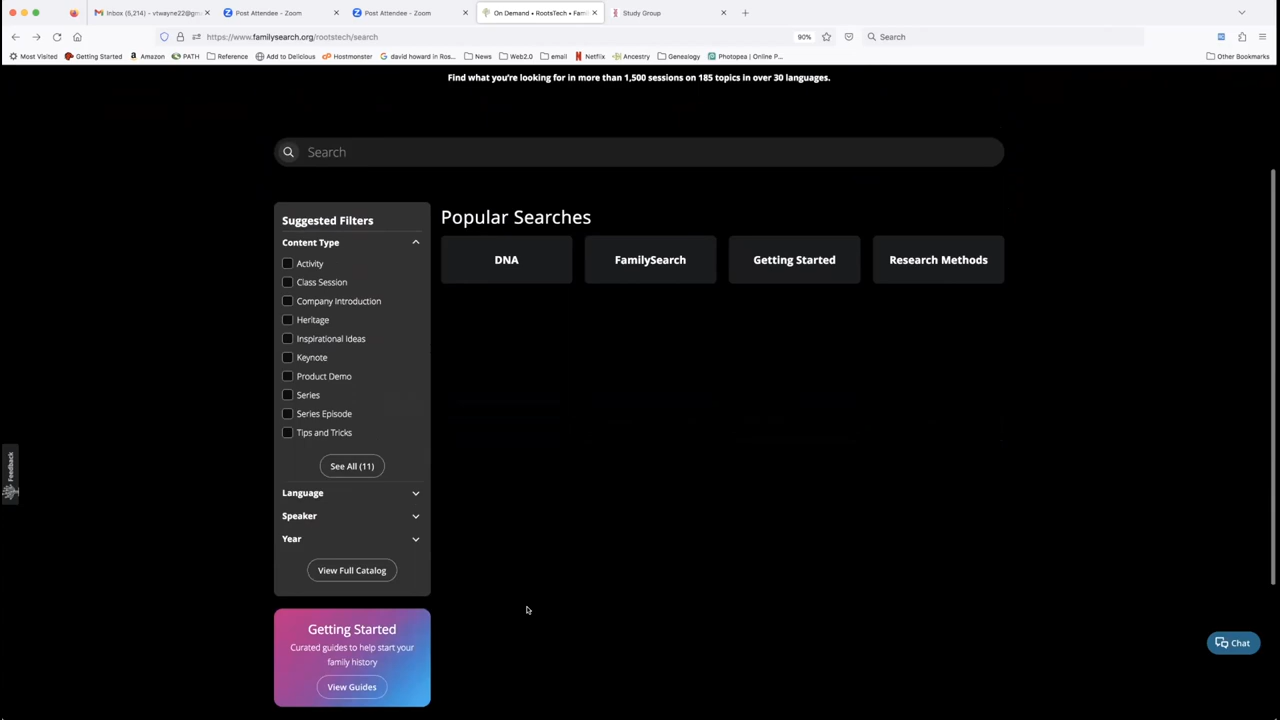 Inbox (5,214) - vtwayne22@gm
Post Attendee - Zoom
Post Attendee - Zoom
On Demand • RootsTech • Fam
Study Group
https://www.familysearch.org/rootstech/search
90%
Search
Most Visited
Getting Started
Amazon
PATH
Reference
Add to Delicious
Hostmonster
david howard in Ros...
News
Web2.0
email
Netflix
Ancestry
Genealogy
Photopea | Online P...
Other Bookmarks
Find what you're looking for in more than 1,500 sessions on 185 topics in over 30 languages.
Search
Suggested Filters
Content Type
Activity
Class Session
Company Introduction
Heritage
Inspirational Ideas
Keynote
Product Demo
Series
Series Episode
Tips and Tricks
See All (11)
Language
Speaker
Year
View Full Catalog
Popular Searches
DNA
FamilySearch
Getting Started
Research Methods
Getting Started
Curated guides to help start your
family history
View Guides
Feedback
Chat